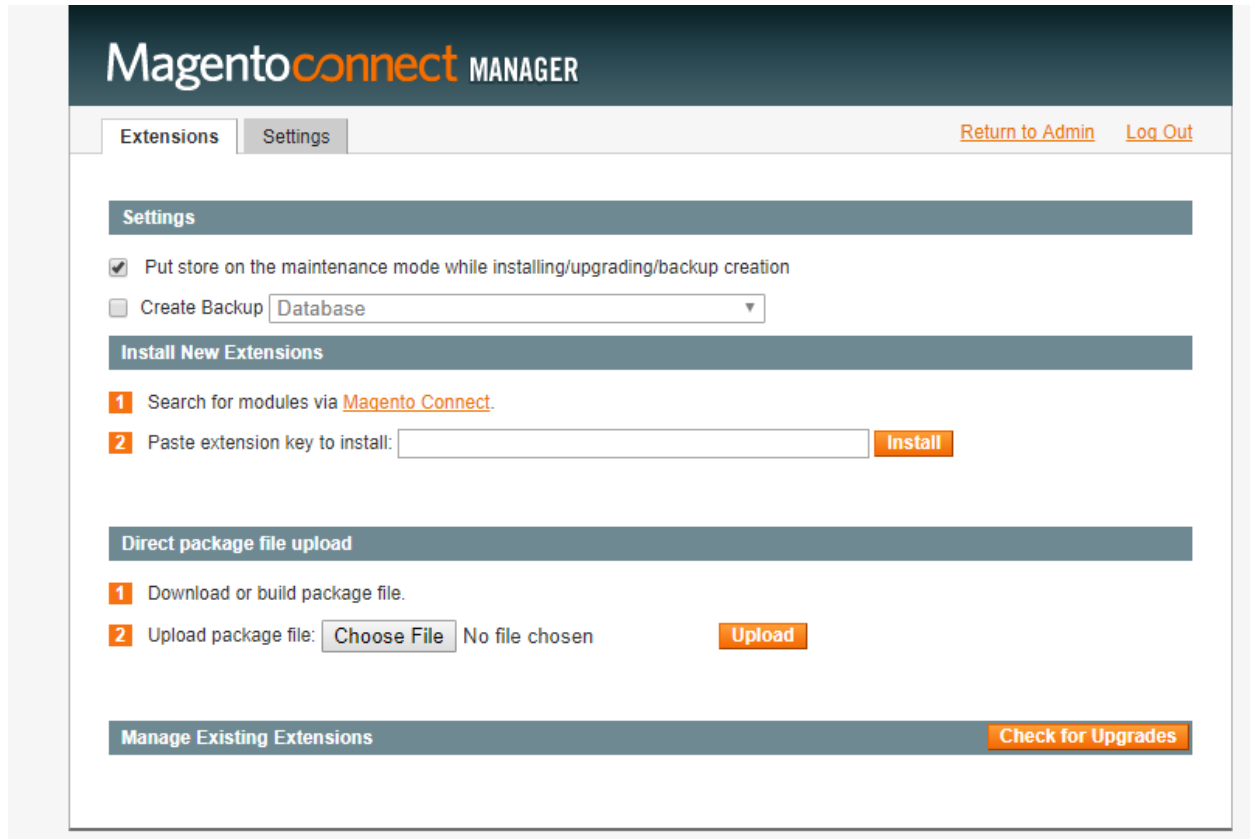 Magentoconnect MANAGER
Extensions Settings Return to Admin Log Out
Settings
Put store on the maintenance mode while installing/upgrading/backup creation
Create Backup Database
Install New Extensions
1 Search for modules via Magento Connect.
2 Paste extension key to install: Install
Direct package file upload
1 Download or build package file.
2 Upload package file: Choose File No file chosen Upload
Manage Existing Extensions Check for Upgrades